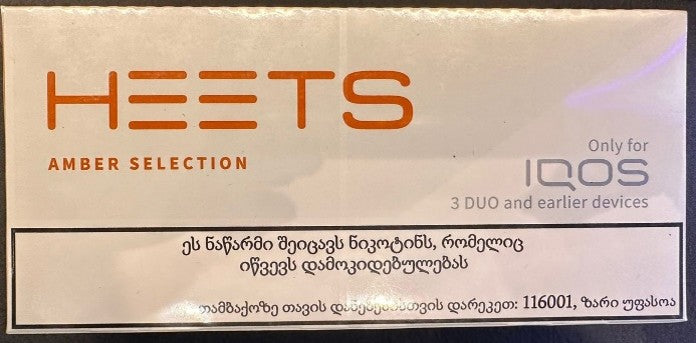 HEETS
AMBER SELECTION
Only for
IQOS
3 DUO and earlier devices
ეს ნაწარმი შეიცავს ნიკოტინს, რომელიც
იწვევს დამოკიდებულებას
თამბაქოზე თავის დანებებისთვის დარეკეთ: 116001, ზარი უფასოა